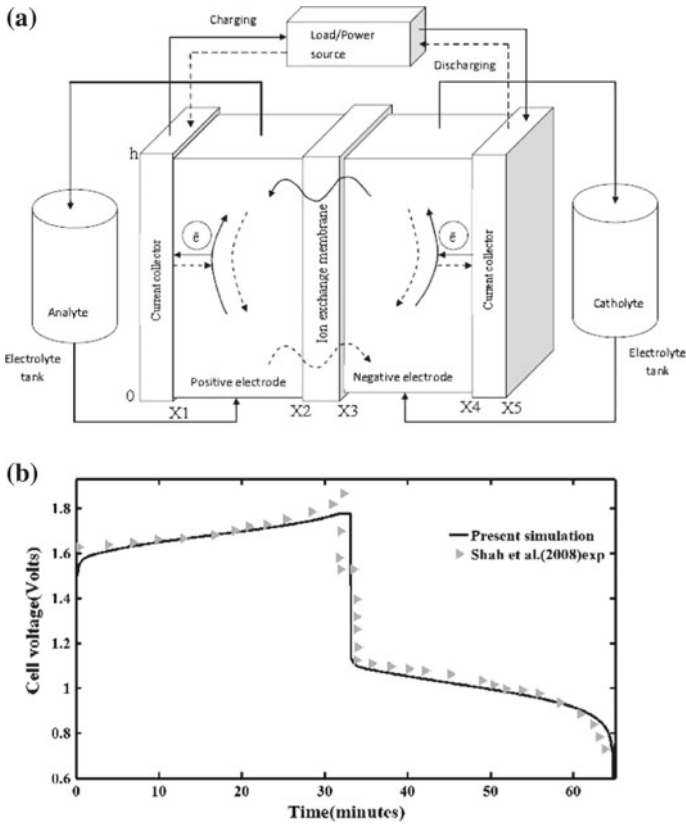 (a)
Charging
Load/Power
source
Discharging
h
Current collector
Analyte
Electrolyte
tank
ē
Positive electrode
Ion exchange membrane
Negative electrode
ē
Current collector
Catholyte
Electrolyte
tank
0
X1
X2
X3
X4
X5
(b)
1.8
1.6
1.4
1.2
1
0.8
0.6
Cell voltage(Volts)
Present simulation
Shah et al.(2008)exp
0
10
20
30
40
50
60
Time(minutes)